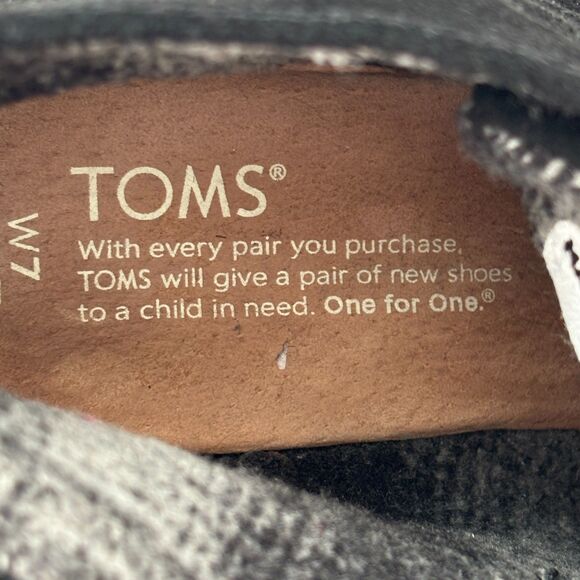 TOMS®
With every pair you purchase,
TOMS will give a pair of new shoes
to a child in need. One for One.®
W7